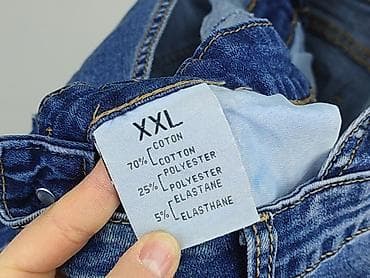 XXL
COTON
70% COTTON
POLYESTER
25% POLYESTER
ELASTANE
5% ELASTHANE